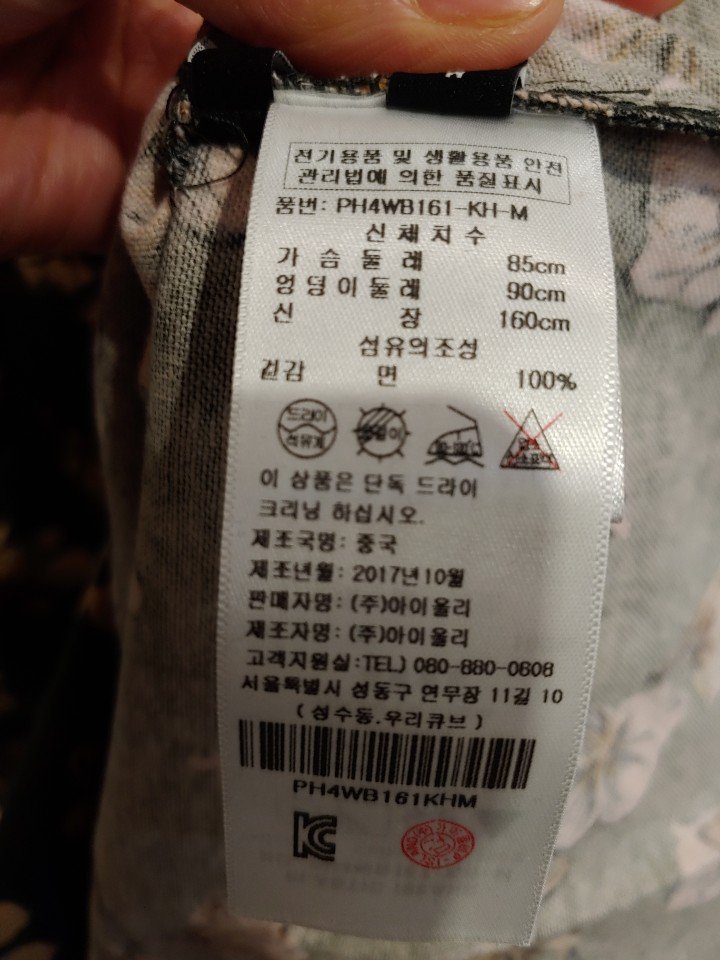 전기용품 및 생활용품 안전
관리법에 의한 품질표시
품번: PH4WB161-KH-M
신체치수
가슴둘레 85cm
엉덩이둘레 90cm
신장 160cm
섬유의조성
겉감 면 100%
드라이
석유계
이 상품은 단독 드라이
크리닝 하십시오.
제조국명: 중국
제조년월: 2017년10월
판매자명: (주)아이올리
제조자명: (주)아이올리
고객지원실:TEL) 080-880-0608
서울특별시 성동구 연무장 11길 10
(성수동.우리큐브)
PH4WB161KHM